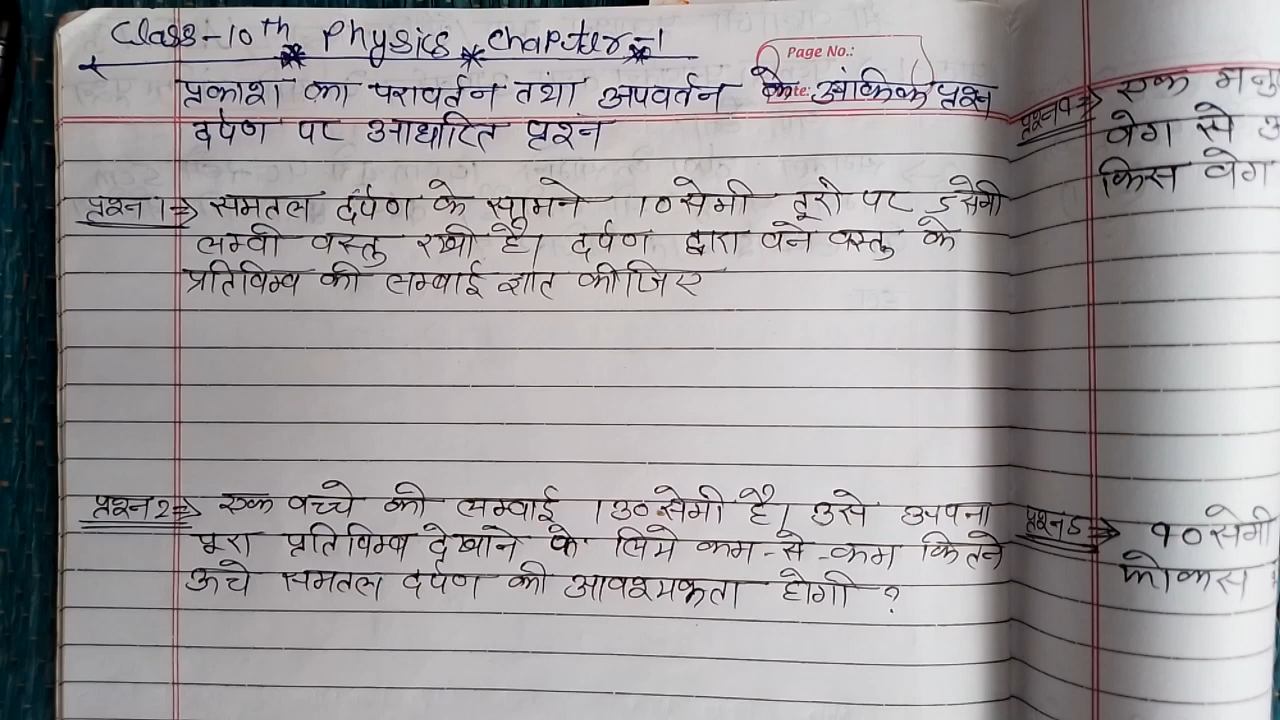 Class-10th Physics chapter-1
Page No.:
प्रकाश का परावर्तन तथा अपवर्तन के आंकिक प्रश्न
दर्पण पर आधारित प्रश्न
प्रश्न 1⇒ समतल दर्पण के सामने 10 सेमी दूरी पर 5 सेमी
लम्बी वस्तु रखी है। दर्पण द्वारा बने वस्तु के
प्रतिबिम्ब की लम्बाई ज्ञात कीजिए
प्रश्न 2⇒ एक बच्चे की लम्बाई 130 सेमी है, उसे अपना
पूरा प्रतिबिम्ब देखने के लिये कम-से-कम कितने
ऊचे समतल दर्पण की आवश्यकता होगी ?
एक
वेग से
किस वेग
प्रश्न 5⇒ 10 सेमी
फोकस